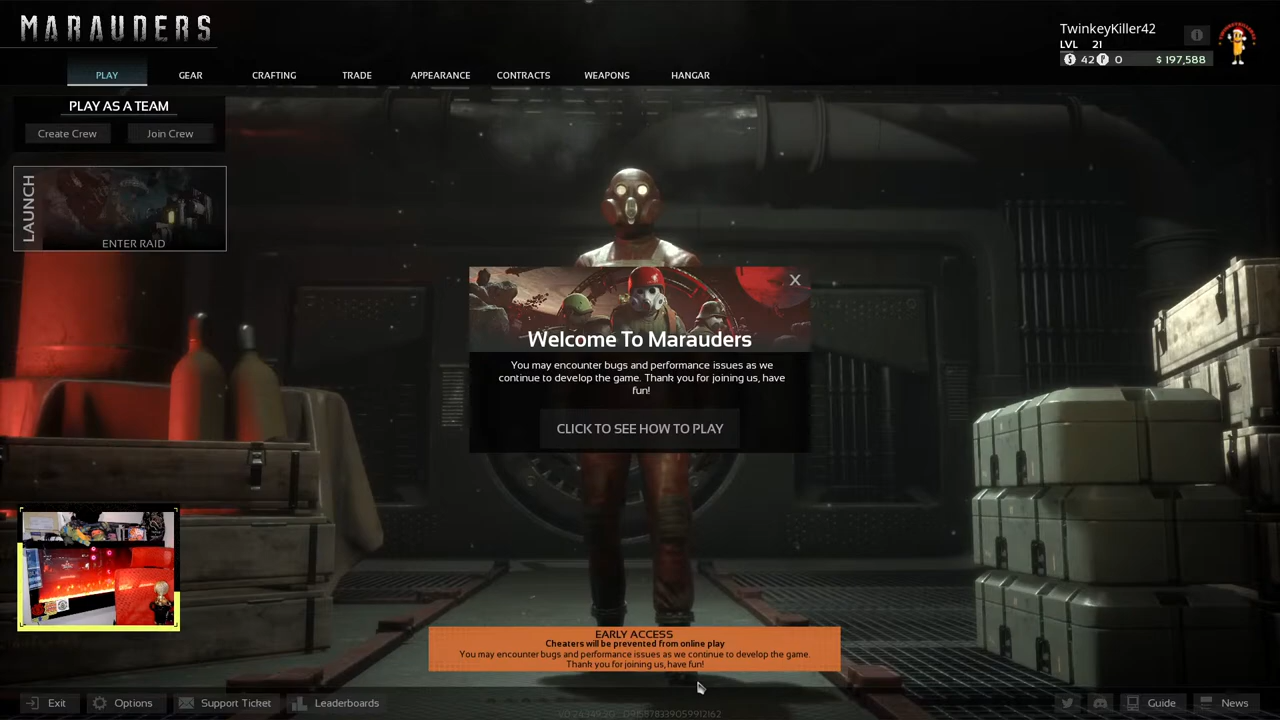 MARAUDERS
TwinkeyKiller42
LVL 21
42 0 $ 197,588
PLAY GEAR CRAFTING TRADE APPEARANCE CONTRACTS WEAPONS HANGAR
PLAY AS A TEAM
Create Crew Join Crew
LAUNCH
ENTER RAID
X
Welcome To Marauders
You may encounter bugs and performance issues as we
continue to develop the game. Thank you for joining us, have
fun!
CLICK TO SEE HOW TO PLAY
EARLY ACCESS
Cheaters will be prevented from online play
You may encounter bugs and performance issues as we continue to develop the game.
Thank you for joining us, have fun!
Exit Options Support Ticket Leaderboards Guide News